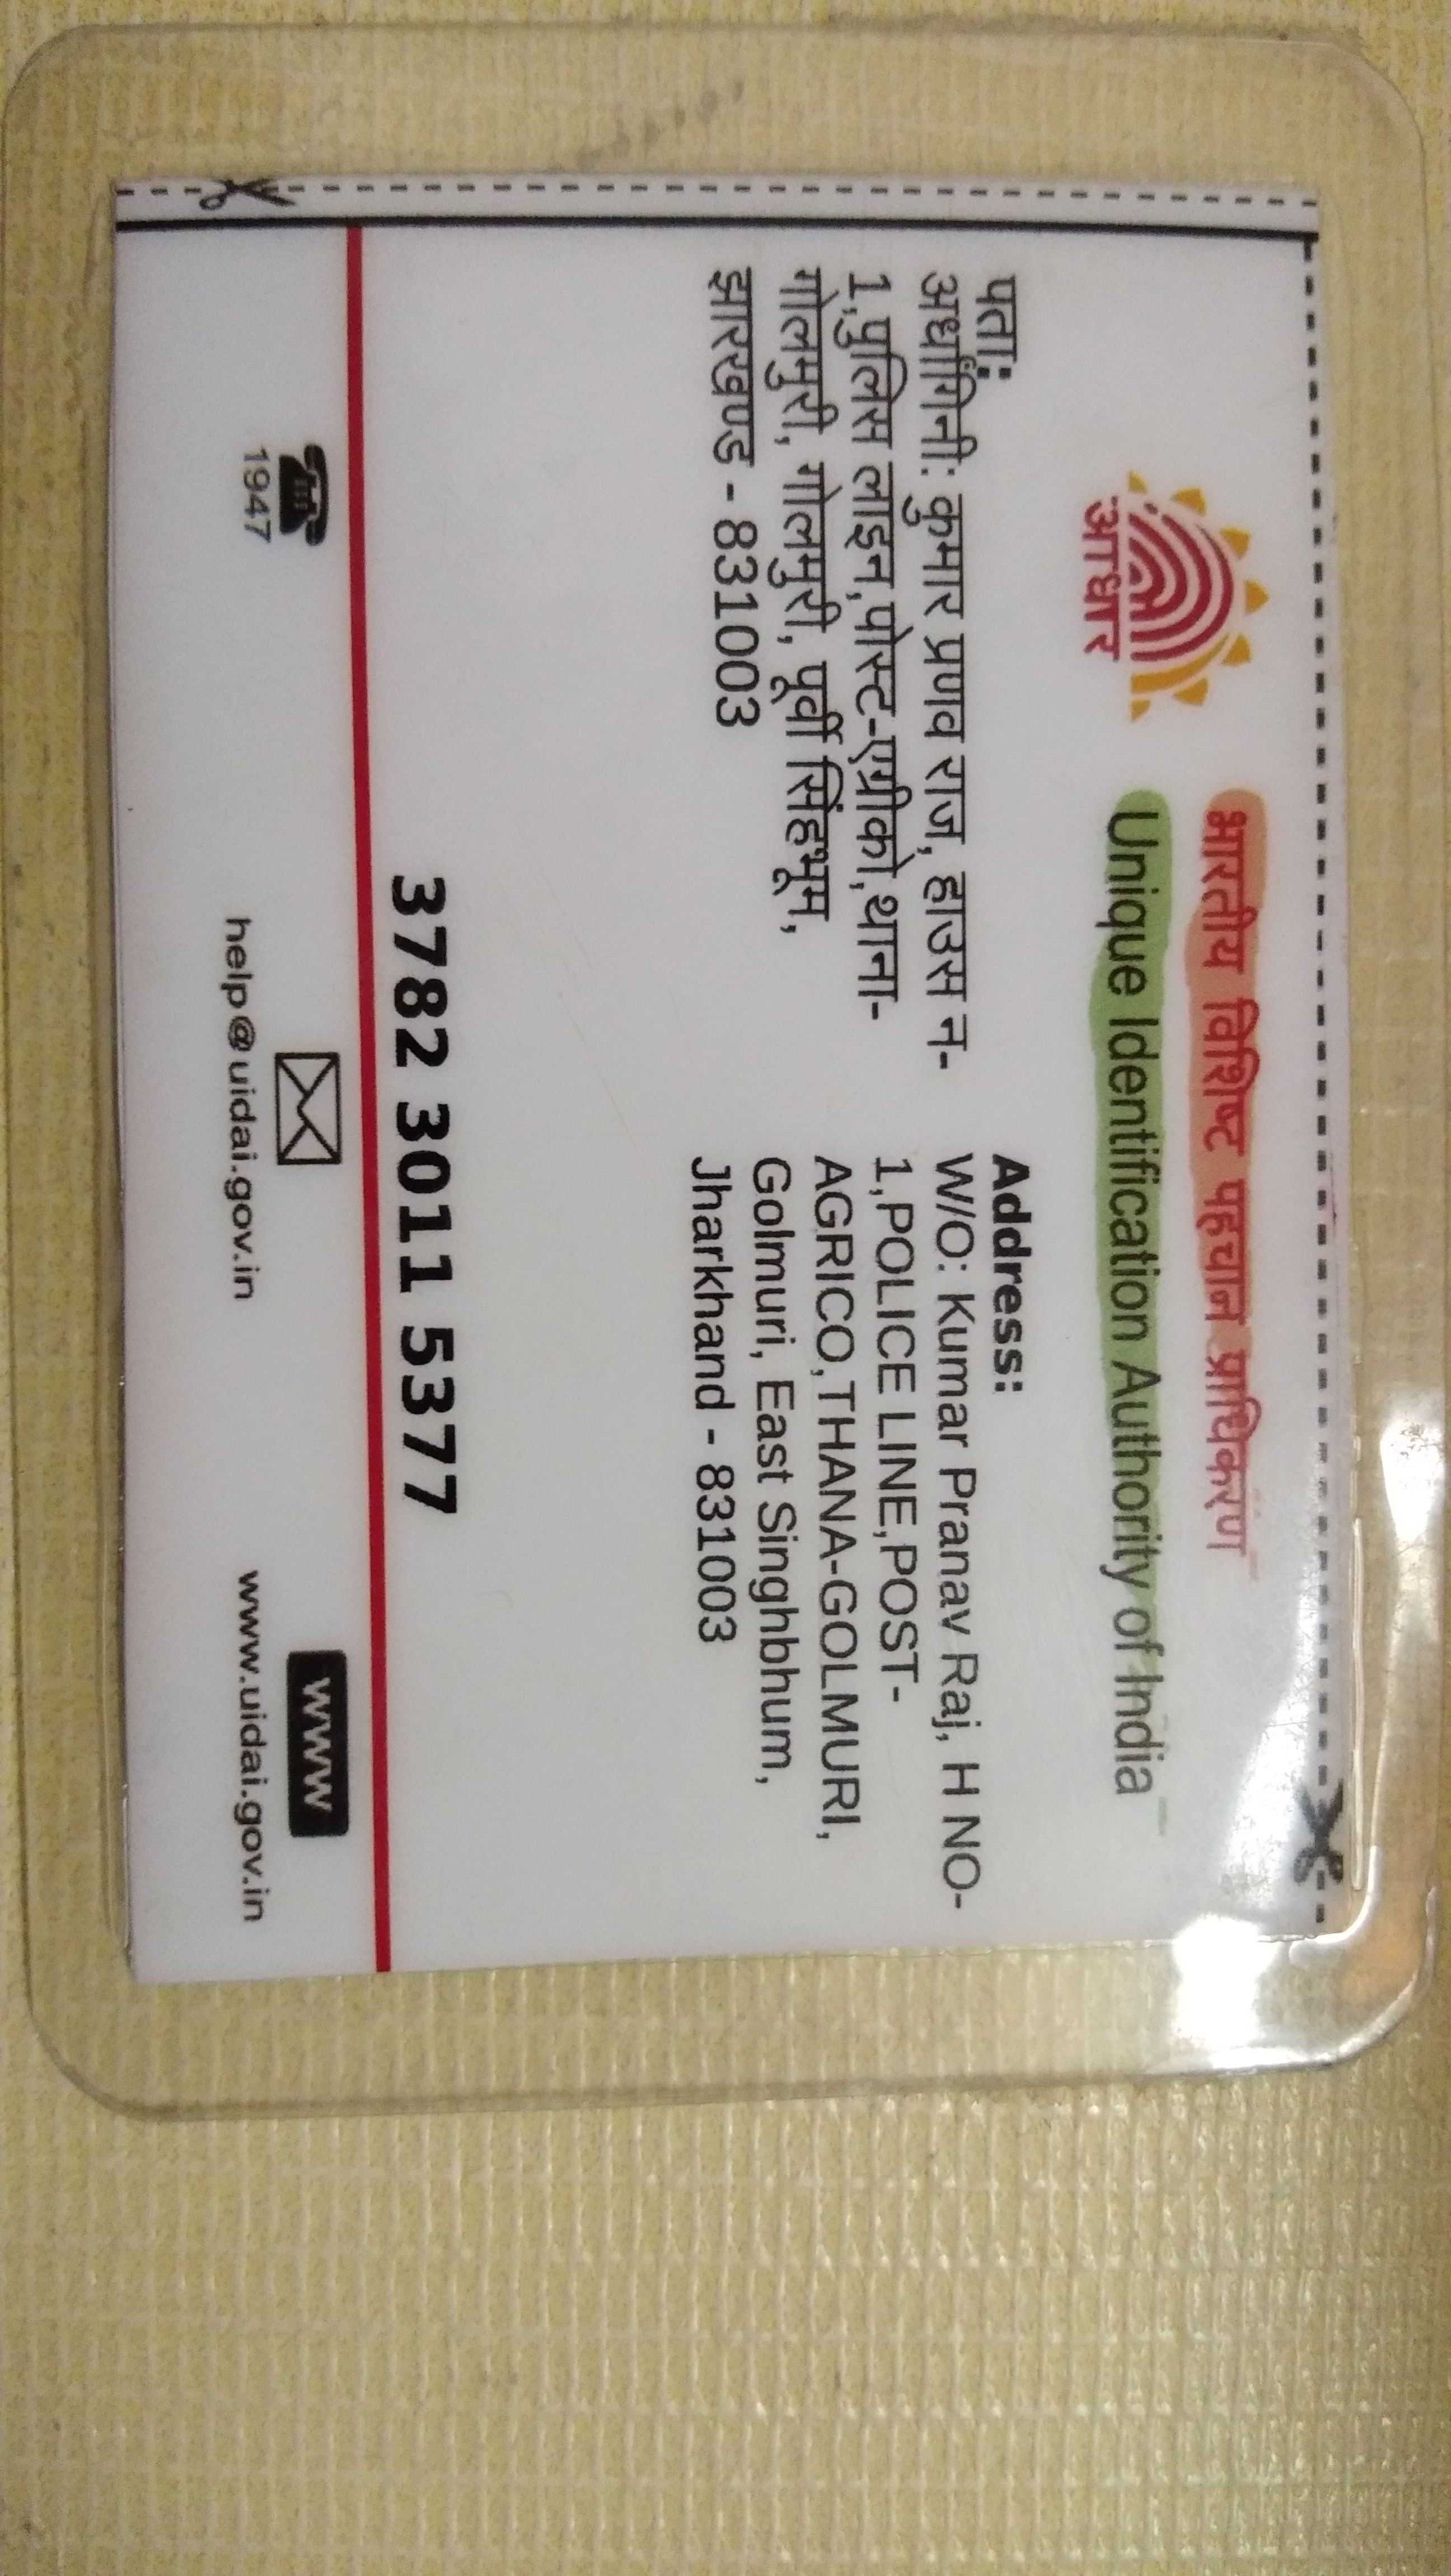 भारतीय विशिष्ट पहचान प्राधिकरण
Unique Identification Authority of India
आधार
पता:
अर्धांगिनी: कुमार प्रणव राज, हाउस न-
1,पुलिस लाइन,पोस्ट-एग्रीको,थाना-
गोलमुरी, गोलमुरी, पूर्वी सिंहभूम,
झारखण्ड - 831003
Address:
W/O: Kumar Pranav Raj, H NO-
1,POLICE LINE,POST-
AGRICO,THANA-GOLMURI,
Golmuri, East Singhbhum,
Jharkhand - 831003
3782 3011 5377
1947
help@uidai.gov.in
www
www.uidai.gov.in